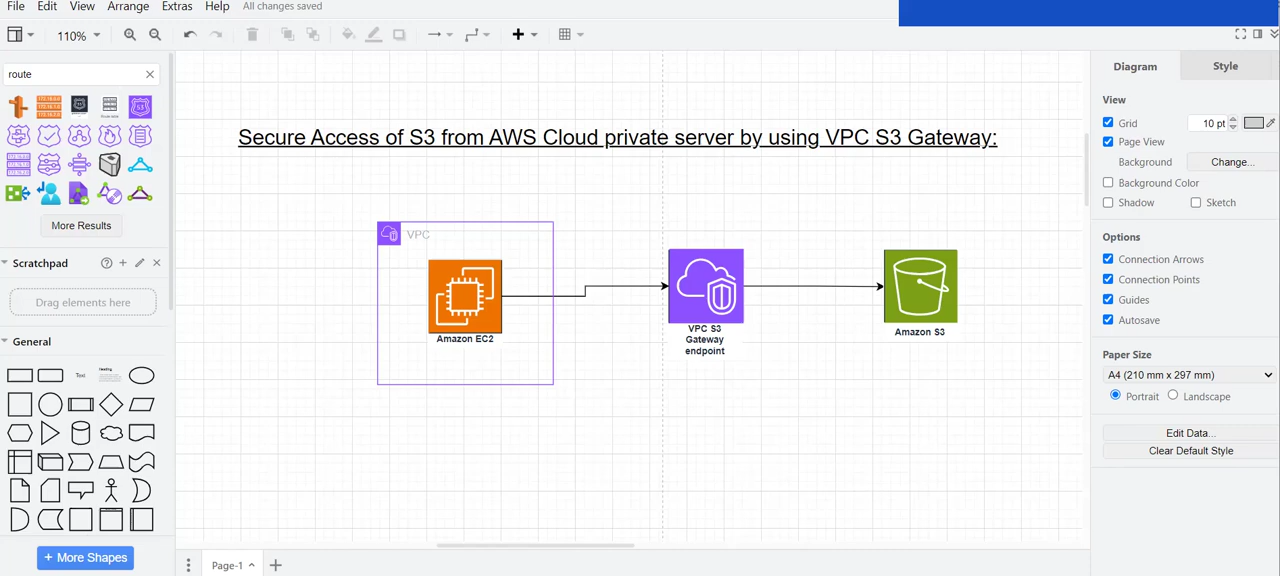 File Edit View Arrange Extras Help All changes saved
110%
route
More Results
Scratchpad
Drag elements here
General
Text
Heading
+ More Shapes
Secure Access of S3 from AWS Cloud private server by using VPC S3 Gateway:
VPC
Amazon EC2
VPC S3
Gateway
endpoint
Amazon S3
Page-1
Diagram Style
View
Grid 10 pt
Page View
Background Change...
Background Color
Shadow Sketch
Options
Connection Arrows
Connection Points
Guides
Autosave
Paper Size
A4 (210 mm x 297 mm)
Portrait Landscape
Edit Data...
Clear Default Style